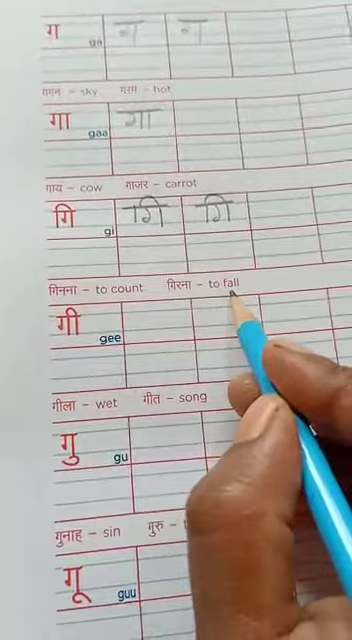 ग ga ग ग
गगन – sky गरम – hot
गा gaa गा
गाय – cow गाजर – carrot
गि gi गि गि
गिनना – to count गिरना – to fall
गी gee
गीला – wet गीत – song
गु gu
गुनाह – sin गुरु –
गू guu